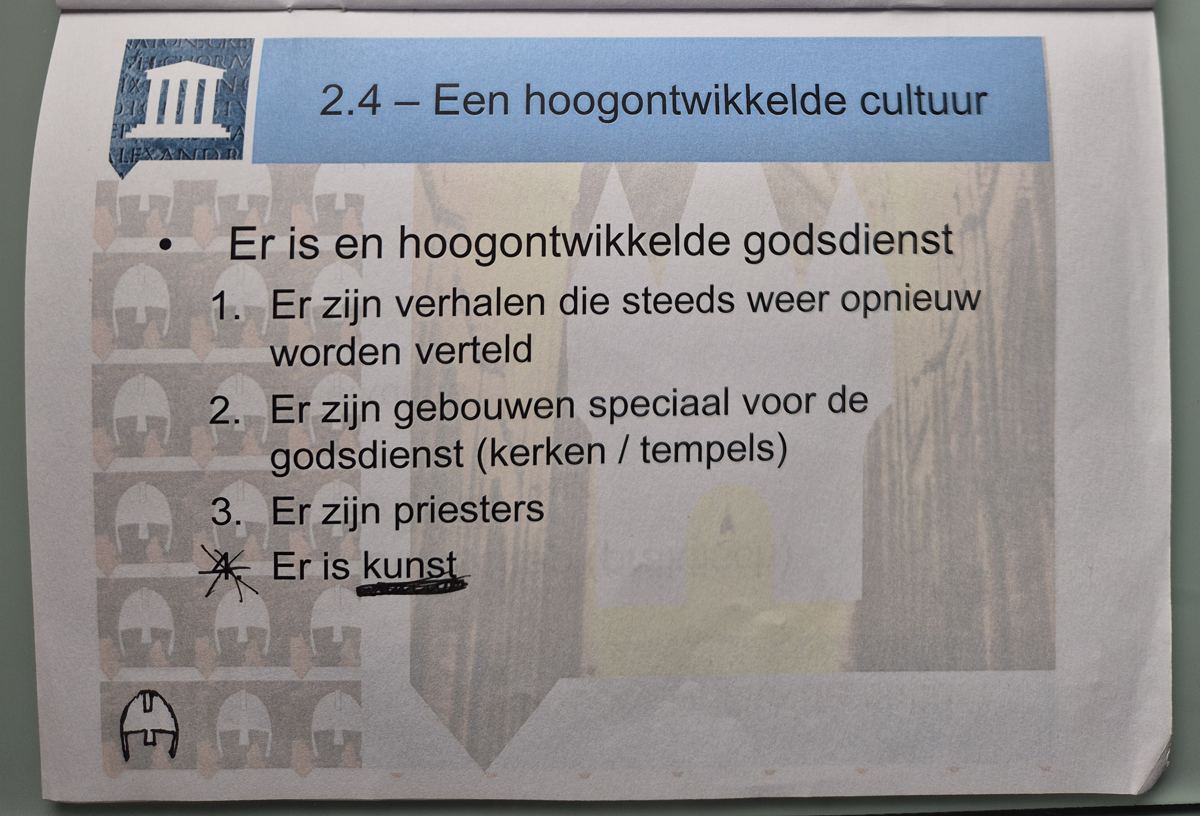 2.4 – Een hoogontwikkelde cultuur
• Er is en hoogontwikkelde godsdienst
1. Er zijn verhalen die steeds weer opnieuw
worden verteld
2. Er zijn gebouwen speciaal voor de
godsdienst (kerken / tempels)
3. Er zijn priesters
4. Er is kunst